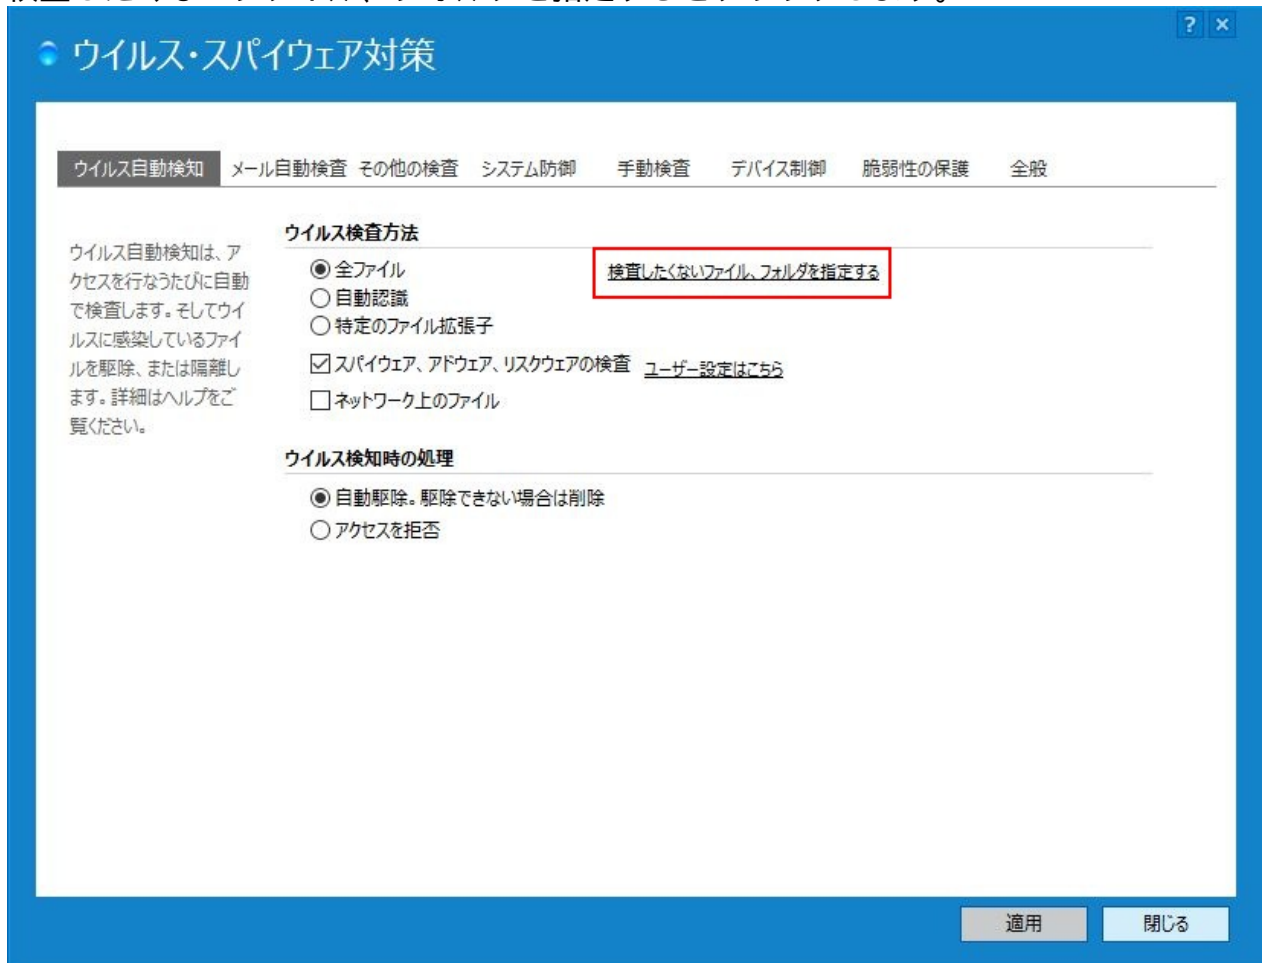 ウイルス・スパイウェア対策
? ×
ウイルス自動検知 メール自動検査 その他の検査 システム防御 手動検査 デバイス制御 脆弱性の保護 全般
ウイルス自動検知は、ア
クセスを行なうたびに自動
で検査します。そしてウイ
ルスに感染しているファイ
ルを駆除、または隔離し
ます。詳細はヘルプをご
覧ください。
ウイルス検査方法
全ファイル
検査したくないファイル、フォルダを指定する
自動認識
特定のファイル拡張子
スパイウェア、アドウェア、リスクウェアの検査 ユーザー設定はこちら
ネットワーク上のファイル
ウイルス検知時の処理
自動駆除。駆除できない場合は削除
アクセスを拒否
適用 閉じる